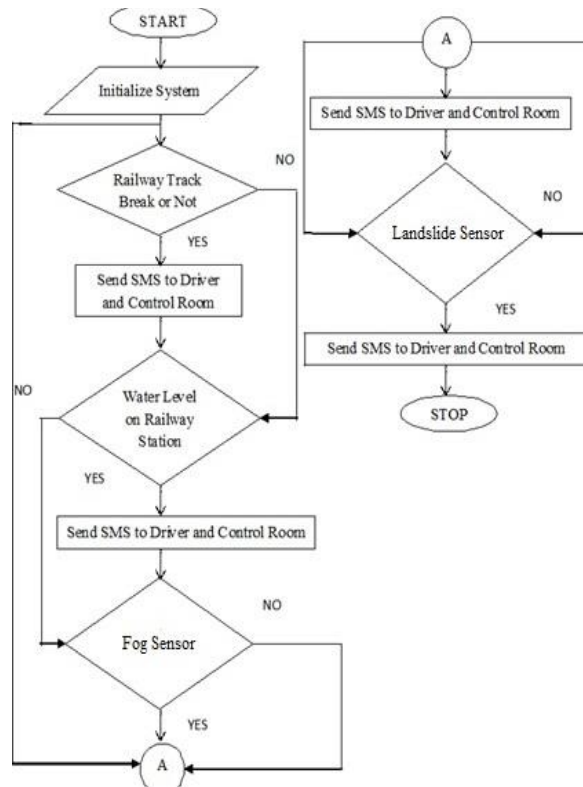 START
Initialize System
NO
Railway Track
Break or Not
YES
Send SMS to Driver
and Control Room
NO
Water Level
on Railway
Station
YES
Send SMS to Driver and Control Room
NO
Fog Sensor
YES
A
A
Send SMS to Driver and Control Room
NO
Landslide Sensor
YES
Send SMS to Driver and Control Room
STOP